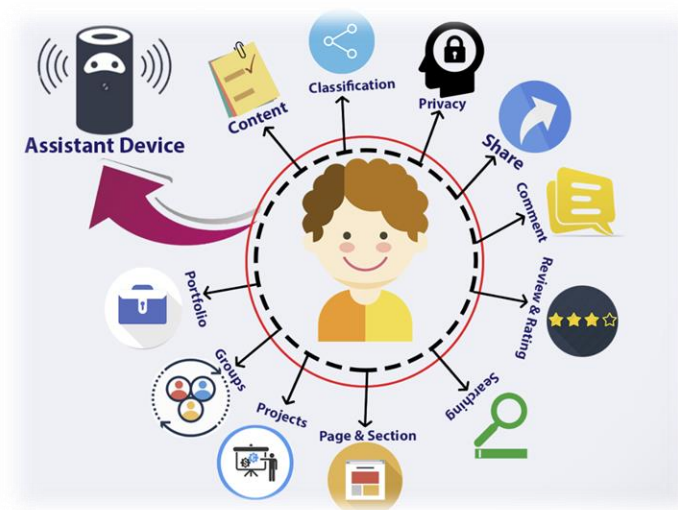 Assistant Device
Content
Classification
Privacy
Share
Comment
Review & Rating
Searching
Page & Section
Projects
Groups
Portfolio